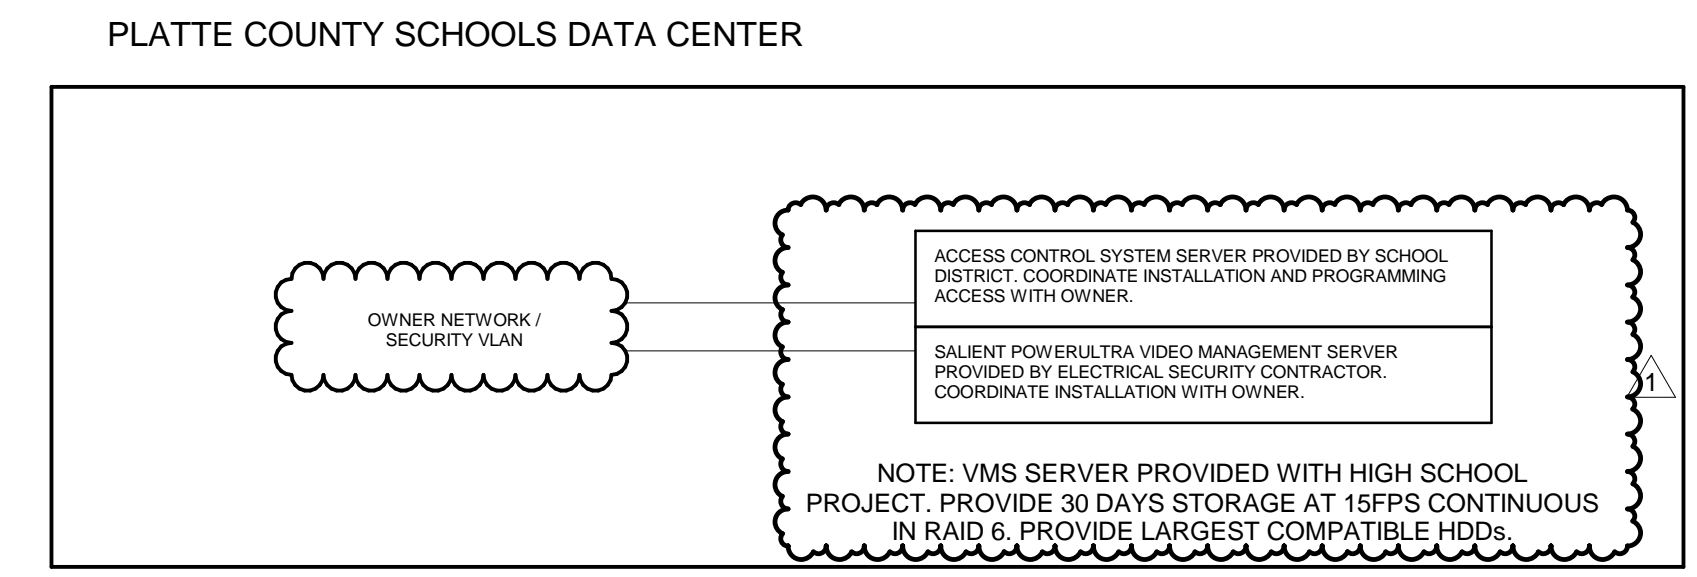 PLATTE COUNTY SCHOOLS DATA CENTER
OWNER NETWORK /
SECURITY VLAN
ACCESS CONTROL SYSTEM SERVER PROVIDED BY SCHOOL
DISTRICT. COORDINATE INSTALLATION AND PROGRAMMING
ACCESS WITH OWNER.
SALIENT POWERULTRA VIDEO MANAGEMENT SERVER
PROVIDED BY ELECTRICAL SECURITY CONTRACTOR.
COORDINATE INSTALLATION WITH OWNER.
1
NOTE: VMS SERVER PROVIDED WITH HIGH SCHOOL
PROJECT. PROVIDE 30 DAYS STORAGE AT 15FPS CONTINUOUS
IN RAID 6. PROVIDE LARGEST COMPATIBLE HDDs.